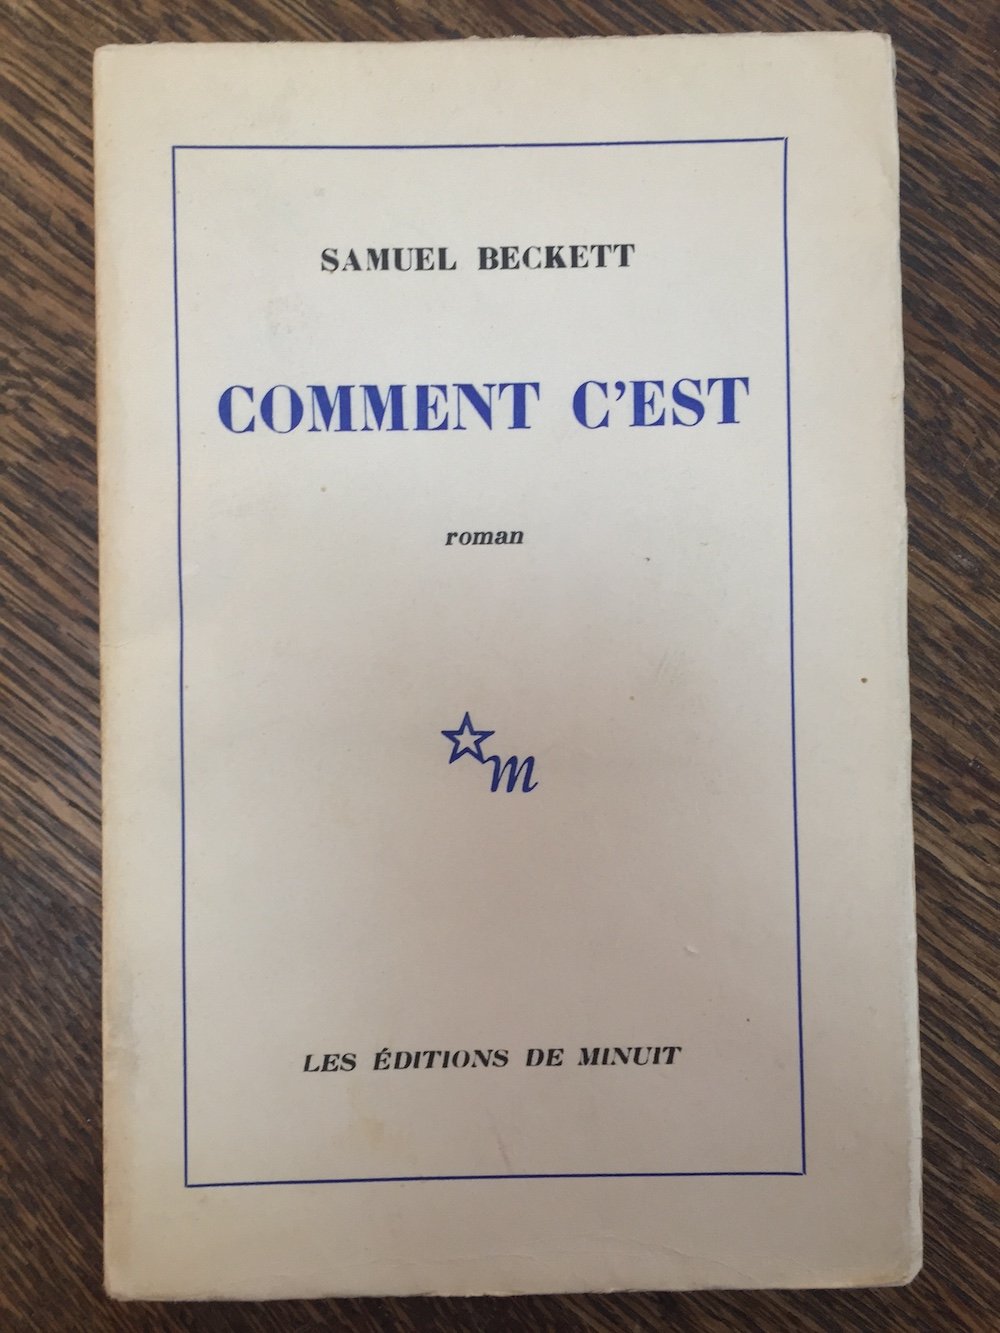 SAMUEL BECKETT
COMMENT C'EST
roman
m
LES ÉDITIONS DE MINUIT